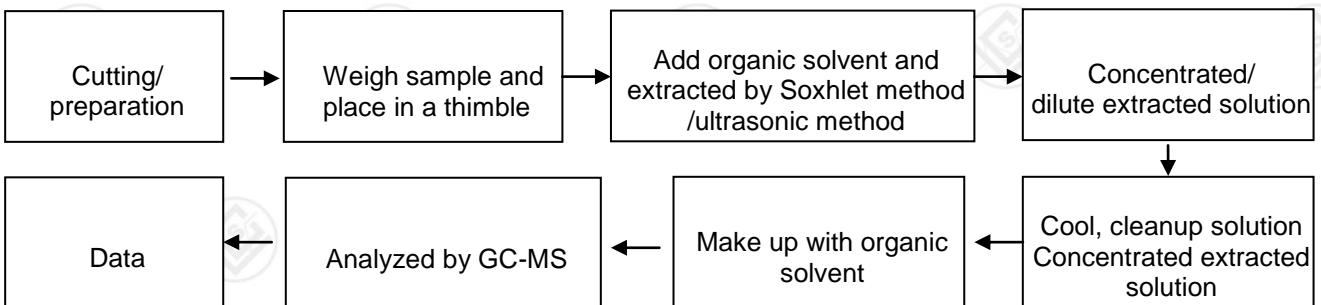 Cutting/
preparation
Weigh sample and
place in a thimble
Add organic solvent and
extracted by Soxhlet method
/ultrasonic method
Concentrated/
dilute extracted solution
Cool, cleanup solution
Concentrated extracted
solution
Make up with organic
solvent
Analyzed by GC-MS
Data